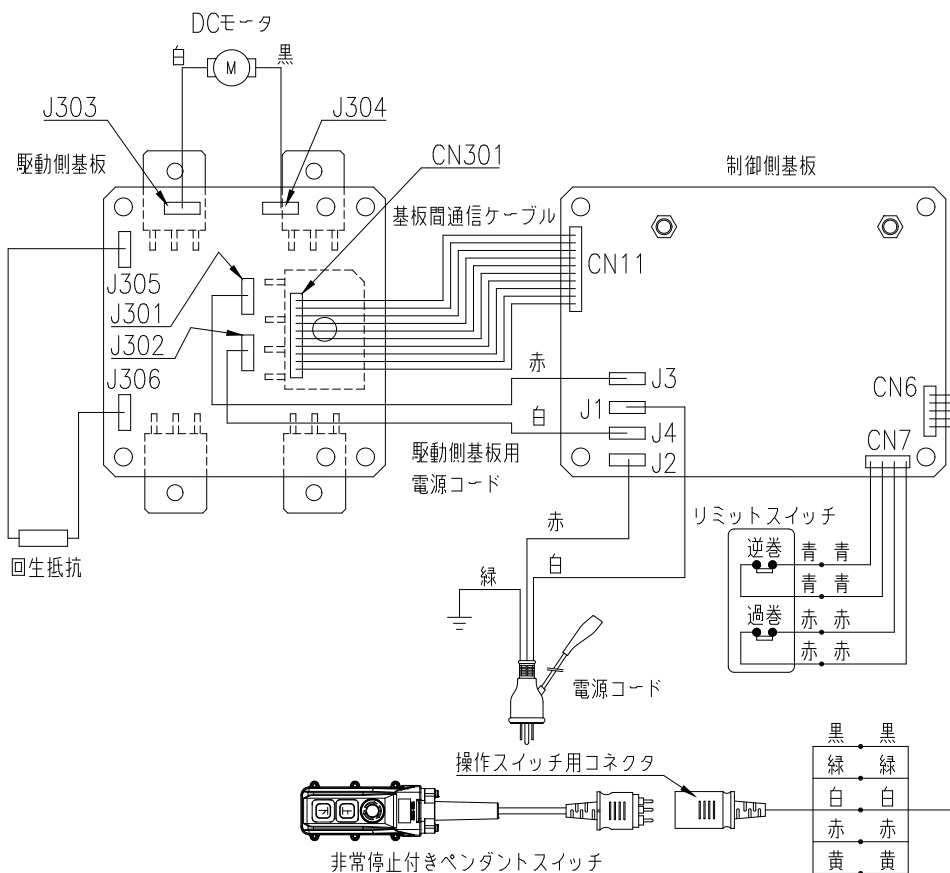 DCモータ
白
黒
M
J303
J304
駆動側基板
CN301
制御側基板
基板間通信ケーブル
CN11
J305
J301
J302
J306
赤
J3
J1
白
J4
J2
CN6
CN7
駆動側基板用
電源コード
回生抵抗
赤
白
緑
電源コード
リミットスイッチ
逆巻
青 青
青 青
過巻
赤 赤
赤 赤
操作スイッチ用コネクタ
非常停止付きペンダントスイッチ
黒 黒
緑 緑
白 白
赤 赤
黄 黄